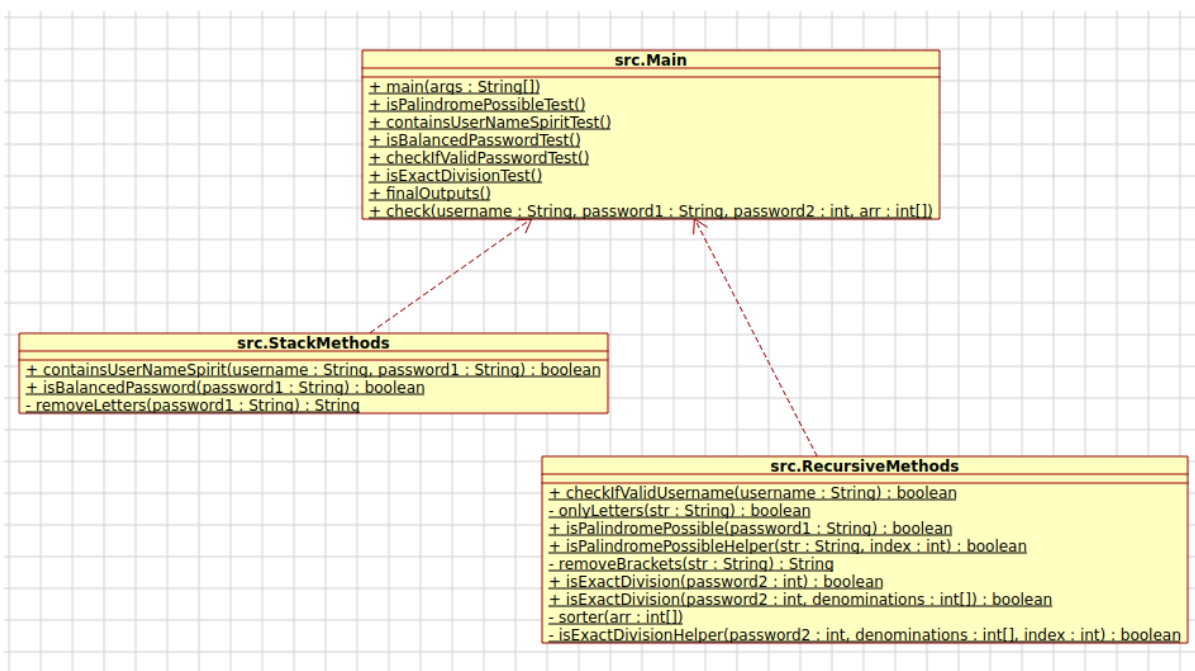 src.Main
+ main(args : String[])
+ isPalindromePossibleTest()
+ containsUserNameSpiritTest()
+ isBalancedPasswordTest()
+ checkIfValidPasswordTest()
+ isExactDivisionTest()
+ finalOutputs()
+ check(username : String, password1 : String, password2 : int, arr : int[])
src.StackMethods
+ containsUserNameSpirit(username : String, password1 : String) : boolean
+ isBalancedPassword(password1 : String) : boolean
- removeLetters(password1 : String) : String
src.RecursiveMethods
+ checkIfValidUsername(username : String) : boolean
- onlyLetters(str : String) : boolean
+ isPalindromePossible(password1 : String) : boolean
+ isPalindromePossibleHelper(str : String, index : int) : boolean
- removeBrackets(str : String) : String
+ isExactDivision(password2 : int) : boolean
+ isExactDivision(password2 : int, denominations : int[]) : boolean
- sorter(arr : int[])
- isExactDivisionHelper(password2 : int, denominations : int[], index : int) : boolean